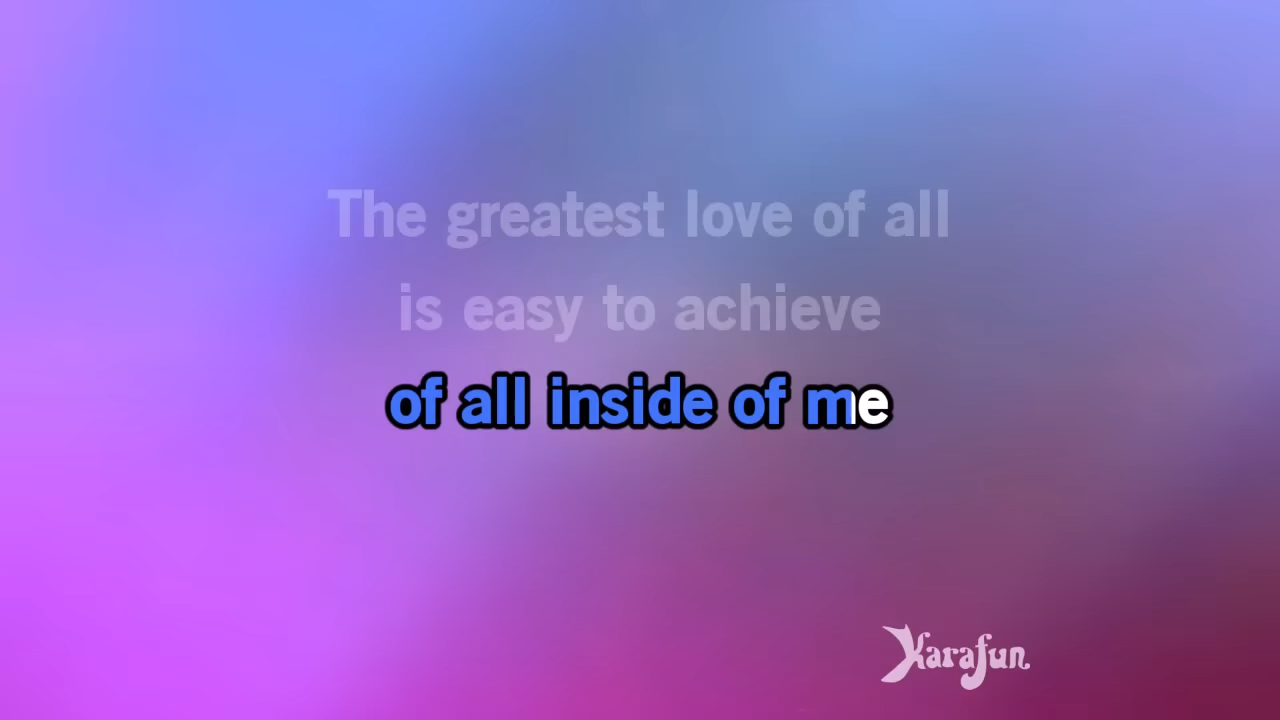 The greatest love of all
is easy to achieve
of all inside of me
Karafun